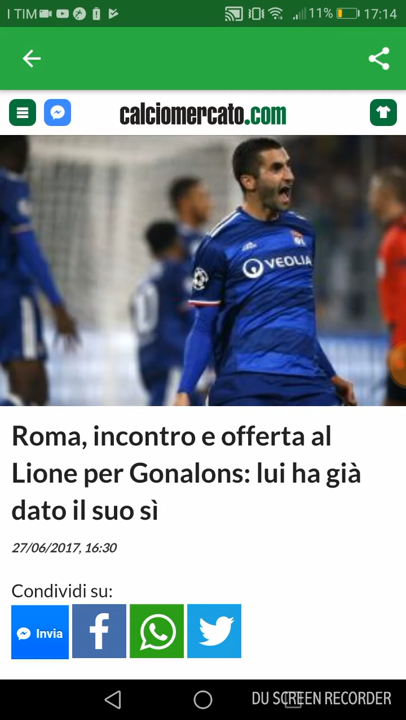 I TIM 11% 17:14
calciomercato.com
VEOLIA
Roma, incontro e offerta al
Lione per Gonalons: lui ha già
dato il suo sì
27/06/2017, 16:30
Condividi su:
Invia
DU SCREEN RECORDER